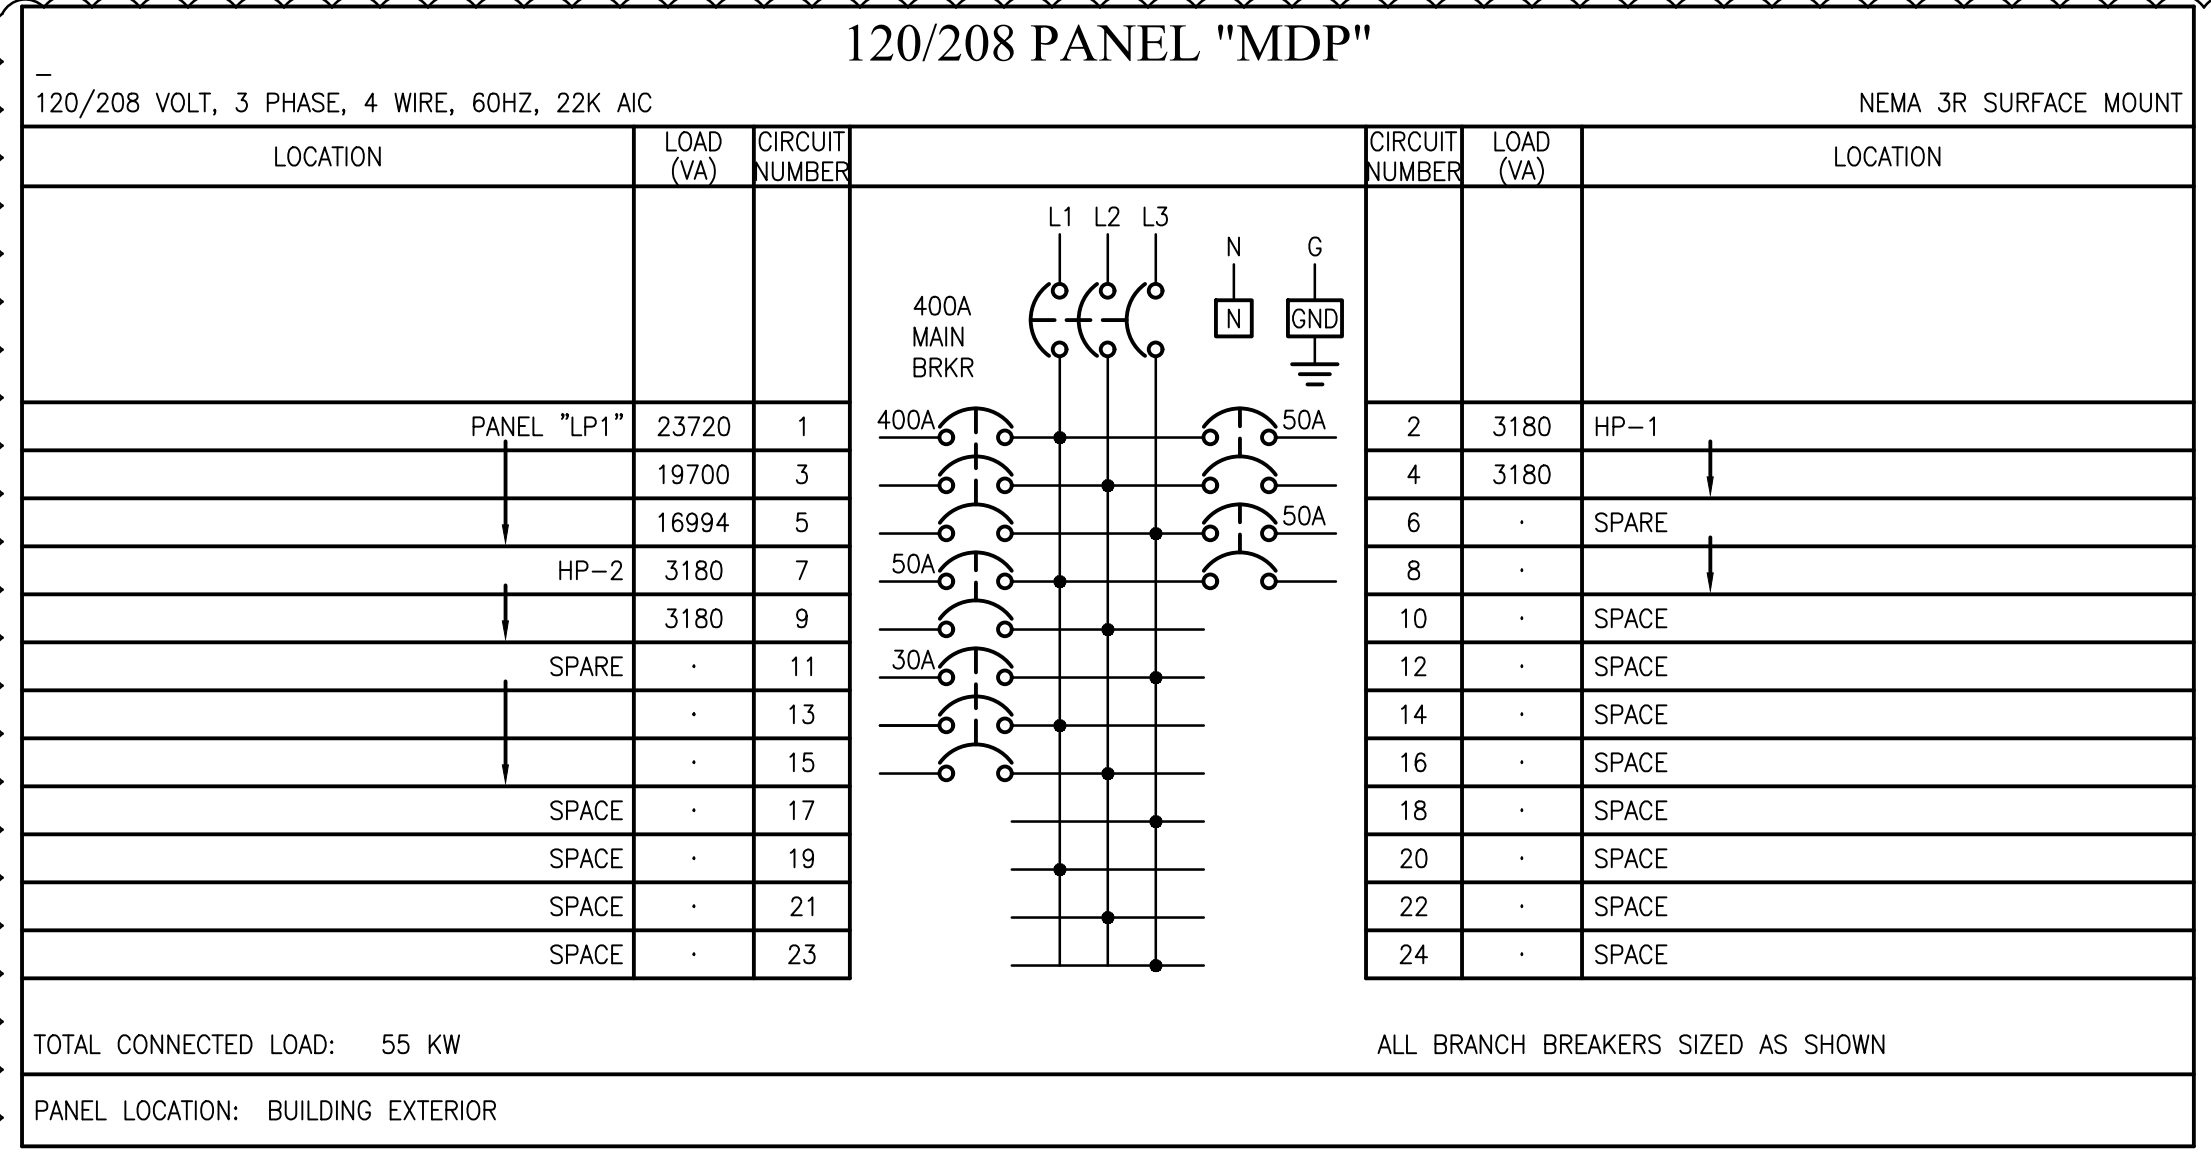 120/208 PANEL "MDP"
120/208 VOLT, 3 PHASE, 4 WIRE, 60HZ, 22K AIC NEMA 3R SURFACE MOUNT
LOCATION LOAD (VA) CIRCUIT NUMBER CIRCUIT NUMBER LOAD (VA) LOCATION
L1 L2 L3
N G
400A
MAIN
BRKR
N GND
PANEL "LP1" 23720 1 400A 50A 2 3180 HP-1
19700 3 4 3180
16994 5 50A 6 · SPARE
HP-2 3180 7 50A 8 ·
3180 9 10 · SPACE
SPARE · 11 30A 12 · SPACE
· 13 14 · SPACE
· 15 16 · SPACE
SPACE · 17 18 · SPACE
SPACE · 19 20 · SPACE
SPACE · 21 22 · SPACE
SPACE · 23 24 · SPACE
TOTAL CONNECTED LOAD: 55 KW ALL BRANCH BREAKERS SIZED AS SHOWN
PANEL LOCATION: BUILDING EXTERIOR